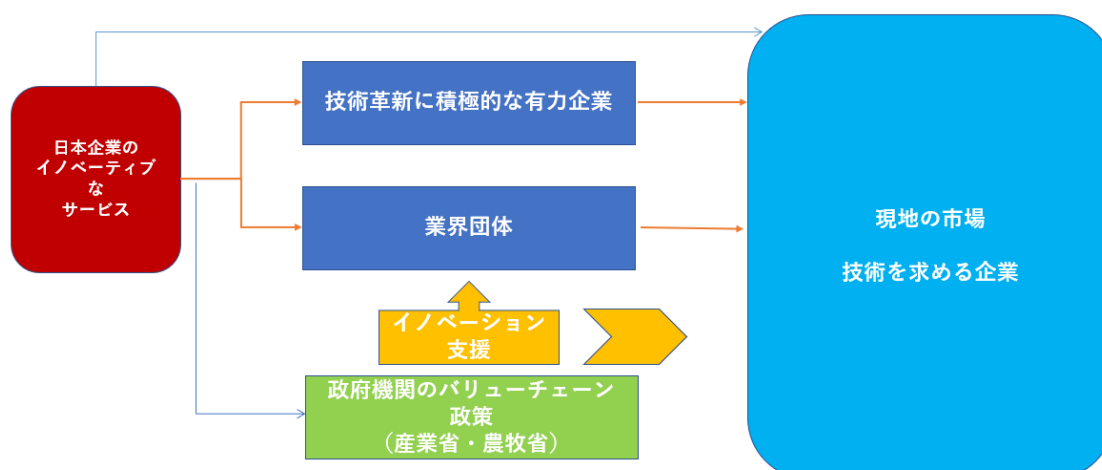 日本企業の
イノベーティブ
な
サービス
技術革新に積極的な有力企業
業界団体
イノベーション
支援
政府機関のバリューチェーン
政策
（産業省・農牧省）
現地の市場
技術を求める企業